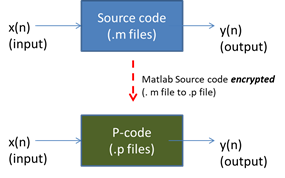 x(n)
(input)
Source code
(.m files)
y(n)
(output)
Matlab Source code encrypted
(. m file to .p file)
x(n)
(input)
P-code
(.p files)
y(n)
(output)